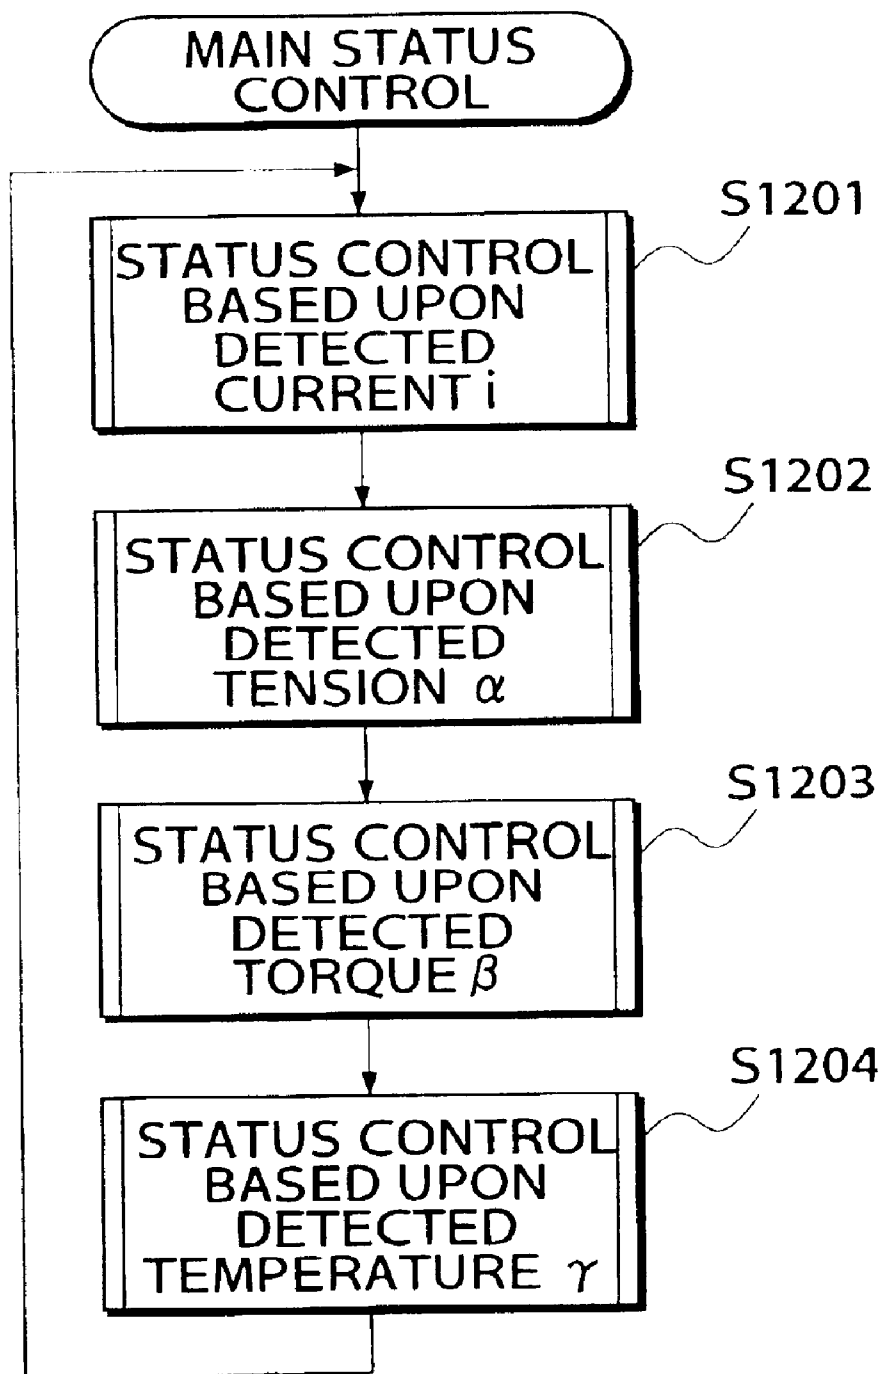 MAIN STATUS
CONTROL
S1201
STATUS CONTROL
BASED UPON
DETECTED
CURRENT i
S1202
STATUS CONTROL
BASED UPON
DETECTED
TENSION α
S1203
STATUS CONTROL
BASED UPON
DETECTED
TORQUE β
S1204
STATUS CONTROL
BASED UPON
DETECTED
TEMPERATURE γ